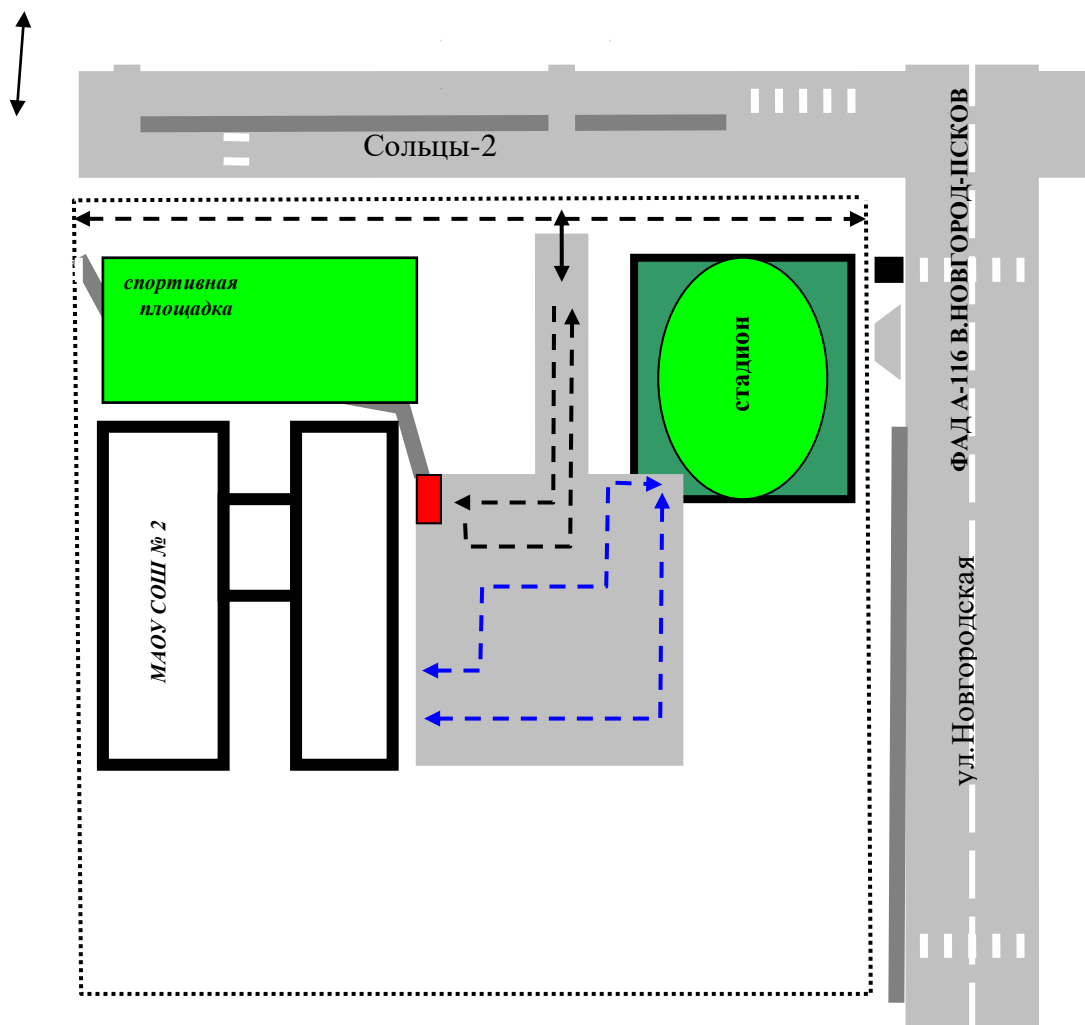 Сольцы-2
спортивная
площадка
стадион
ФАД А-116 В.НОВГОРОД-ПСКОВ
МАОУ СОШ № 2
ул.Новгородская